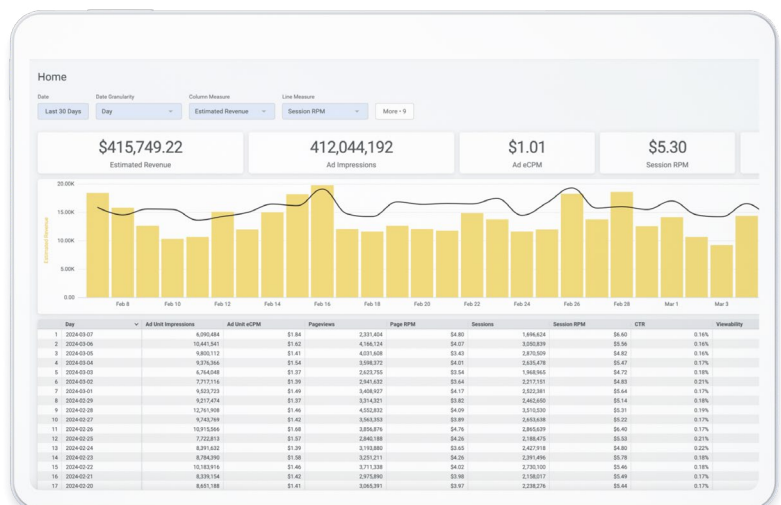 Home
Date Date Granularity Column Measure Line Measure
Last 30 Days Day Estimated Revenue Session RPM More • 9
$415,749.22 412,044,192 $1.01 $5.30
Estimated Revenue Ad Impressions Ad eCPM Session RPM
20.00K
15.00K
10.00K
5.00K
0.00
Estimated Revenue
Feb 8 Feb 10 Feb 12 Feb 14 Feb 16 Feb 18 Feb 20 Feb 22 Feb 24 Feb 26 Feb 28 Mar 1 Mar 3
Day Ad Unit Impressions Ad Unit eCPM Pageviews Page RPM Sessions Session RPM CTR Viewability
1 2024-03-07 6,090,484 $1.84 2,331,404 $4.80 1,696,624 $6.60 0.16%
2 2024-03-06 10,441,541 $1.62 4,166,124 $4.07 3,050,839 $5.56 0.16%
3 2024-03-05 9,800,112 $1.41 4,031,608 $3.43 2,870,509 $4.82 0.16%
4 2024-03-04 9,376,366 $1.54 3,598,372 $4.01 2,635,478 $5.47 0.17%
5 2024-03-03 6,764,048 $1.37 2,623,755 $3.54 1,968,965 $4.72 0.18%
6 2024-03-02 7,717,116 $1.39 2,941,632 $3.64 2,217,151 $4.83 0.21%
7 2024-03-01 9,523,723 $1.49 3,408,927 $4.17 2,522,381 $5.64 0.17%
8 2024-02-29 9,217,474 $1.37 3,314,321 $3.82 2,462,650 $5.14 0.18%
9 2024-02-28 12,761,908 $1.46 4,552,832 $4.09 3,510,530 $5.31 0.19%
10 2024-02-27 9,743,769 $1.42 3,563,353 $3.89 2,653,638 $5.22 0.17%
11 2024-02-26 10,915,566 $1.68 3,856,876 $4.76 2,865,639 $6.40 0.17%
12 2024-02-25 7,722,813 $1.57 2,840,188 $4.26 2,188,475 $5.53 0.21%
13 2024-02-24 8,391,632 $1.39 3,193,880 $3.65 2,427,918 $4.80 0.22%
14 2024-02-23 8,784,390 $1.58 3,251,211 $4.26 2,391,496 $5.78 0.18%
15 2024-02-22 10,183,916 $1.46 3,711,338 $4.02 2,730,100 $5.46 0.18%
16 2024-02-21 8,339,154 $1.42 2,975,890 $3.98 2,158,017 $5.49 0.17%
17 2024-02-20 8,651,188 $1.41 3,065,391 $3.97 2,238,276 $5.44 0.17%